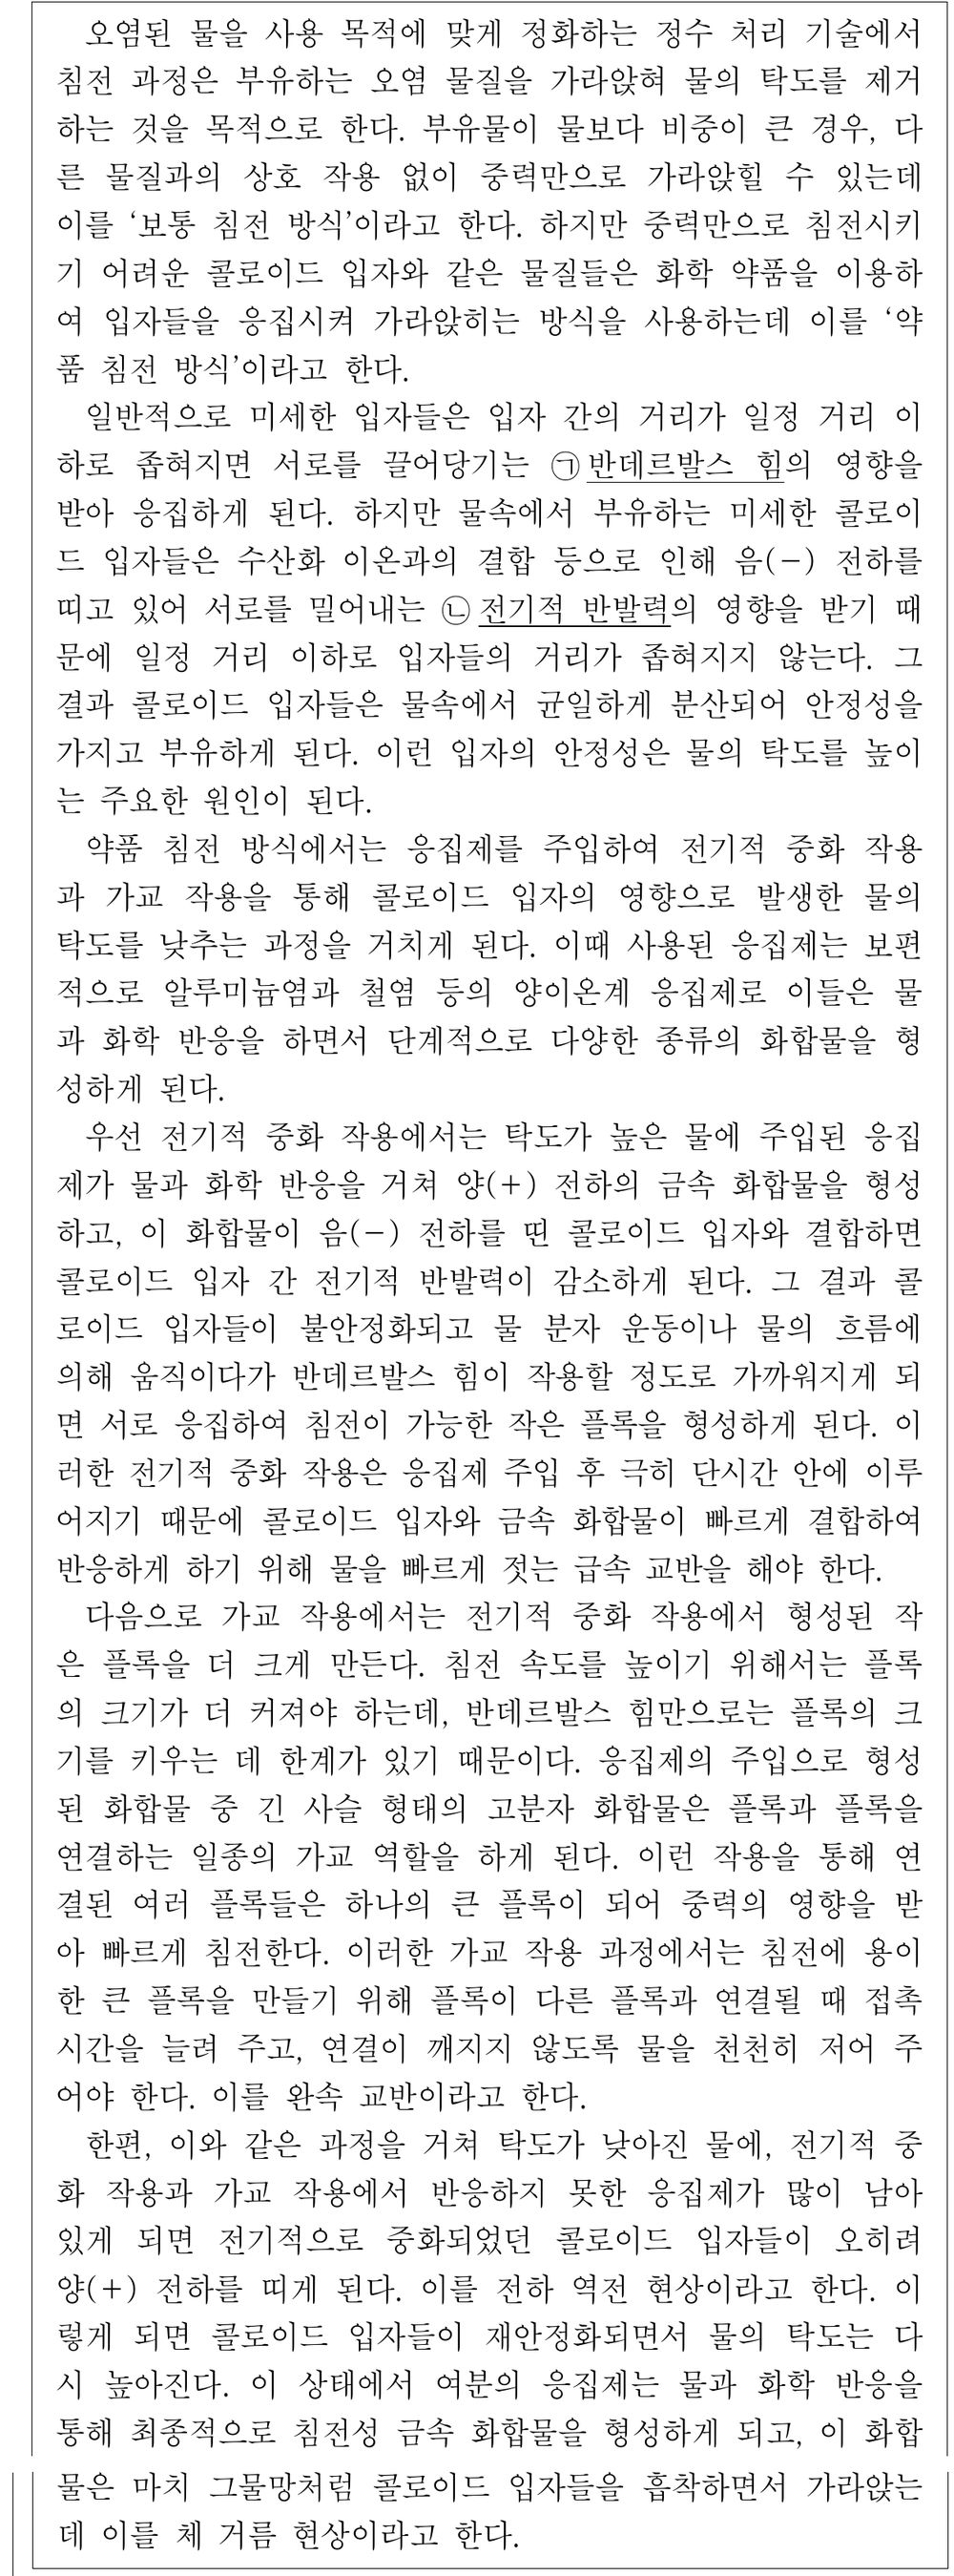 오염된 물을 사용 목적에 맞게 정화하는 정수 처리 기술에서
침전 과정은 부유하는 오염 물질을 가라앉혀 물의 탁도를 제거
하는 것을 목적으로 한다. 부유물이 물보다 비중이 큰 경우, 다
른 물질과의 상호 작용 없이 중력만으로 가라앉힐 수 있는데
이를 ‘보통 침전 방식’이라고 한다. 하지만 중력만으로 침전시키
기 어려운 콜로이드 입자와 같은 물질들은 화학 약품을 이용하
여 입자들을 응집시켜 가라앉히는 방식을 사용하는데 이를 ‘약
품 침전 방식’이라고 한다.
일반적으로 미세한 입자들은 입자 간의 거리가 일정 거리 이
하로 좁혀지면 서로를 끌어당기는 ㉠ 반데르발스 힘의 영향을
받아 응집하게 된다. 하지만 물속에서 부유하는 미세한 콜로이
드 입자들은 수산화 이온과의 결합 등으로 인해 음(-) 전하를
띠고 있어 서로를 밀어내는 ㉡ 전기적 반발력의 영향을 받기 때
문에 일정 거리 이하로 입자들의 거리가 좁혀지지 않는다. 그
결과 콜로이드 입자들은 물속에서 균일하게 분산되어 안정성을
가지고 부유하게 된다. 이런 입자의 안정성은 물의 탁도를 높이
는 주요한 원인이 된다.
약품 침전 방식에서는 응집제를 주입하여 전기적 중화 작용
과 가교 작용을 통해 콜로이드 입자의 영향으로 발생한 물의
탁도를 낮추는 과정을 거치게 된다. 이때 사용된 응집제는 보편
적으로 알루미늄염과 철염 등의 양이온계 응집제로 이들은 물
과 화학 반응을 하면서 단계적으로 다양한 종류의 화합물을 형
성하게 된다.
우선 전기적 중화 작용에서는 탁도가 높은 물에 주입된 응집
제가 물과 화학 반응을 거쳐 양(+) 전하의 금속 화합물을 형성
하고, 이 화합물이 음(-) 전하를 띤 콜로이드 입자와 결합하면
콜로이드 입자 간 전기적 반발력이 감소하게 된다. 그 결과 콜
로이드 입자들이 불안정화되고 물 분자 운동이나 물의 흐름에
의해 움직이다가 반데르발스 힘이 작용할 정도로 가까워지게 되
면 서로 응집하여 침전이 가능한 작은 플록을 형성하게 된다. 이
러한 전기적 중화 작용은 응집제 주입 후 극히 단시간 안에 이루
어지기 때문에 콜로이드 입자와 금속 화합물이 빠르게 결합하여
반응하게 하기 위해 물을 빠르게 젓는 급속 교반을 해야 한다.
다음으로 가교 작용에서는 전기적 중화 작용에서 형성된 작
은 플록을 더 크게 만든다. 침전 속도를 높이기 위해서는 플록
의 크기가 더 커져야 하는데, 반데르발스 힘만으로는 플록의 크
기를 키우는 데 한계가 있기 때문이다. 응집제의 주입으로 형성
된 화합물 중 긴 사슬 형태의 고분자 화합물은 플록과 플록을
연결하는 일종의 가교 역할을 하게 된다. 이런 작용을 통해 연
결된 여러 플록들은 하나의 큰 플록이 되어 중력의 영향을 받
아 빠르게 침전한다. 이러한 가교 작용 과정에서는 침전에 용이
한 큰 플록을 만들기 위해 플록이 다른 플록과 연결될 때 접촉
시간을 늘려 주고, 연결이 깨지지 않도록 물을 천천히 저어 주
어야 한다. 이를 완속 교반이라고 한다.
한편, 이와 같은 과정을 거쳐 탁도가 낮아진 물에, 전기적 중
화 작용과 가교 작용에서 반응하지 못한 응집제가 많이 남아
있게 되면 전기적으로 중화되었던 콜로이드 입자들이 오히려
양(+) 전하를 띠게 된다. 이를 전하 역전 현상이라고 한다. 이
렇게 되면 콜로이드 입자들이 재안정화되면서 물의 탁도는 다
시 높아진다. 이 상태에서 여분의 응집제는 물과 화학 반응을
통해 최종적으로 침전성 금속 화합물을 형성하게 되고, 이 화합
물은 마치 그물망처럼 콜로이드 입자들을 흡착하면서 가라앉는
데 이를 체 거름 현상이라고 한다.